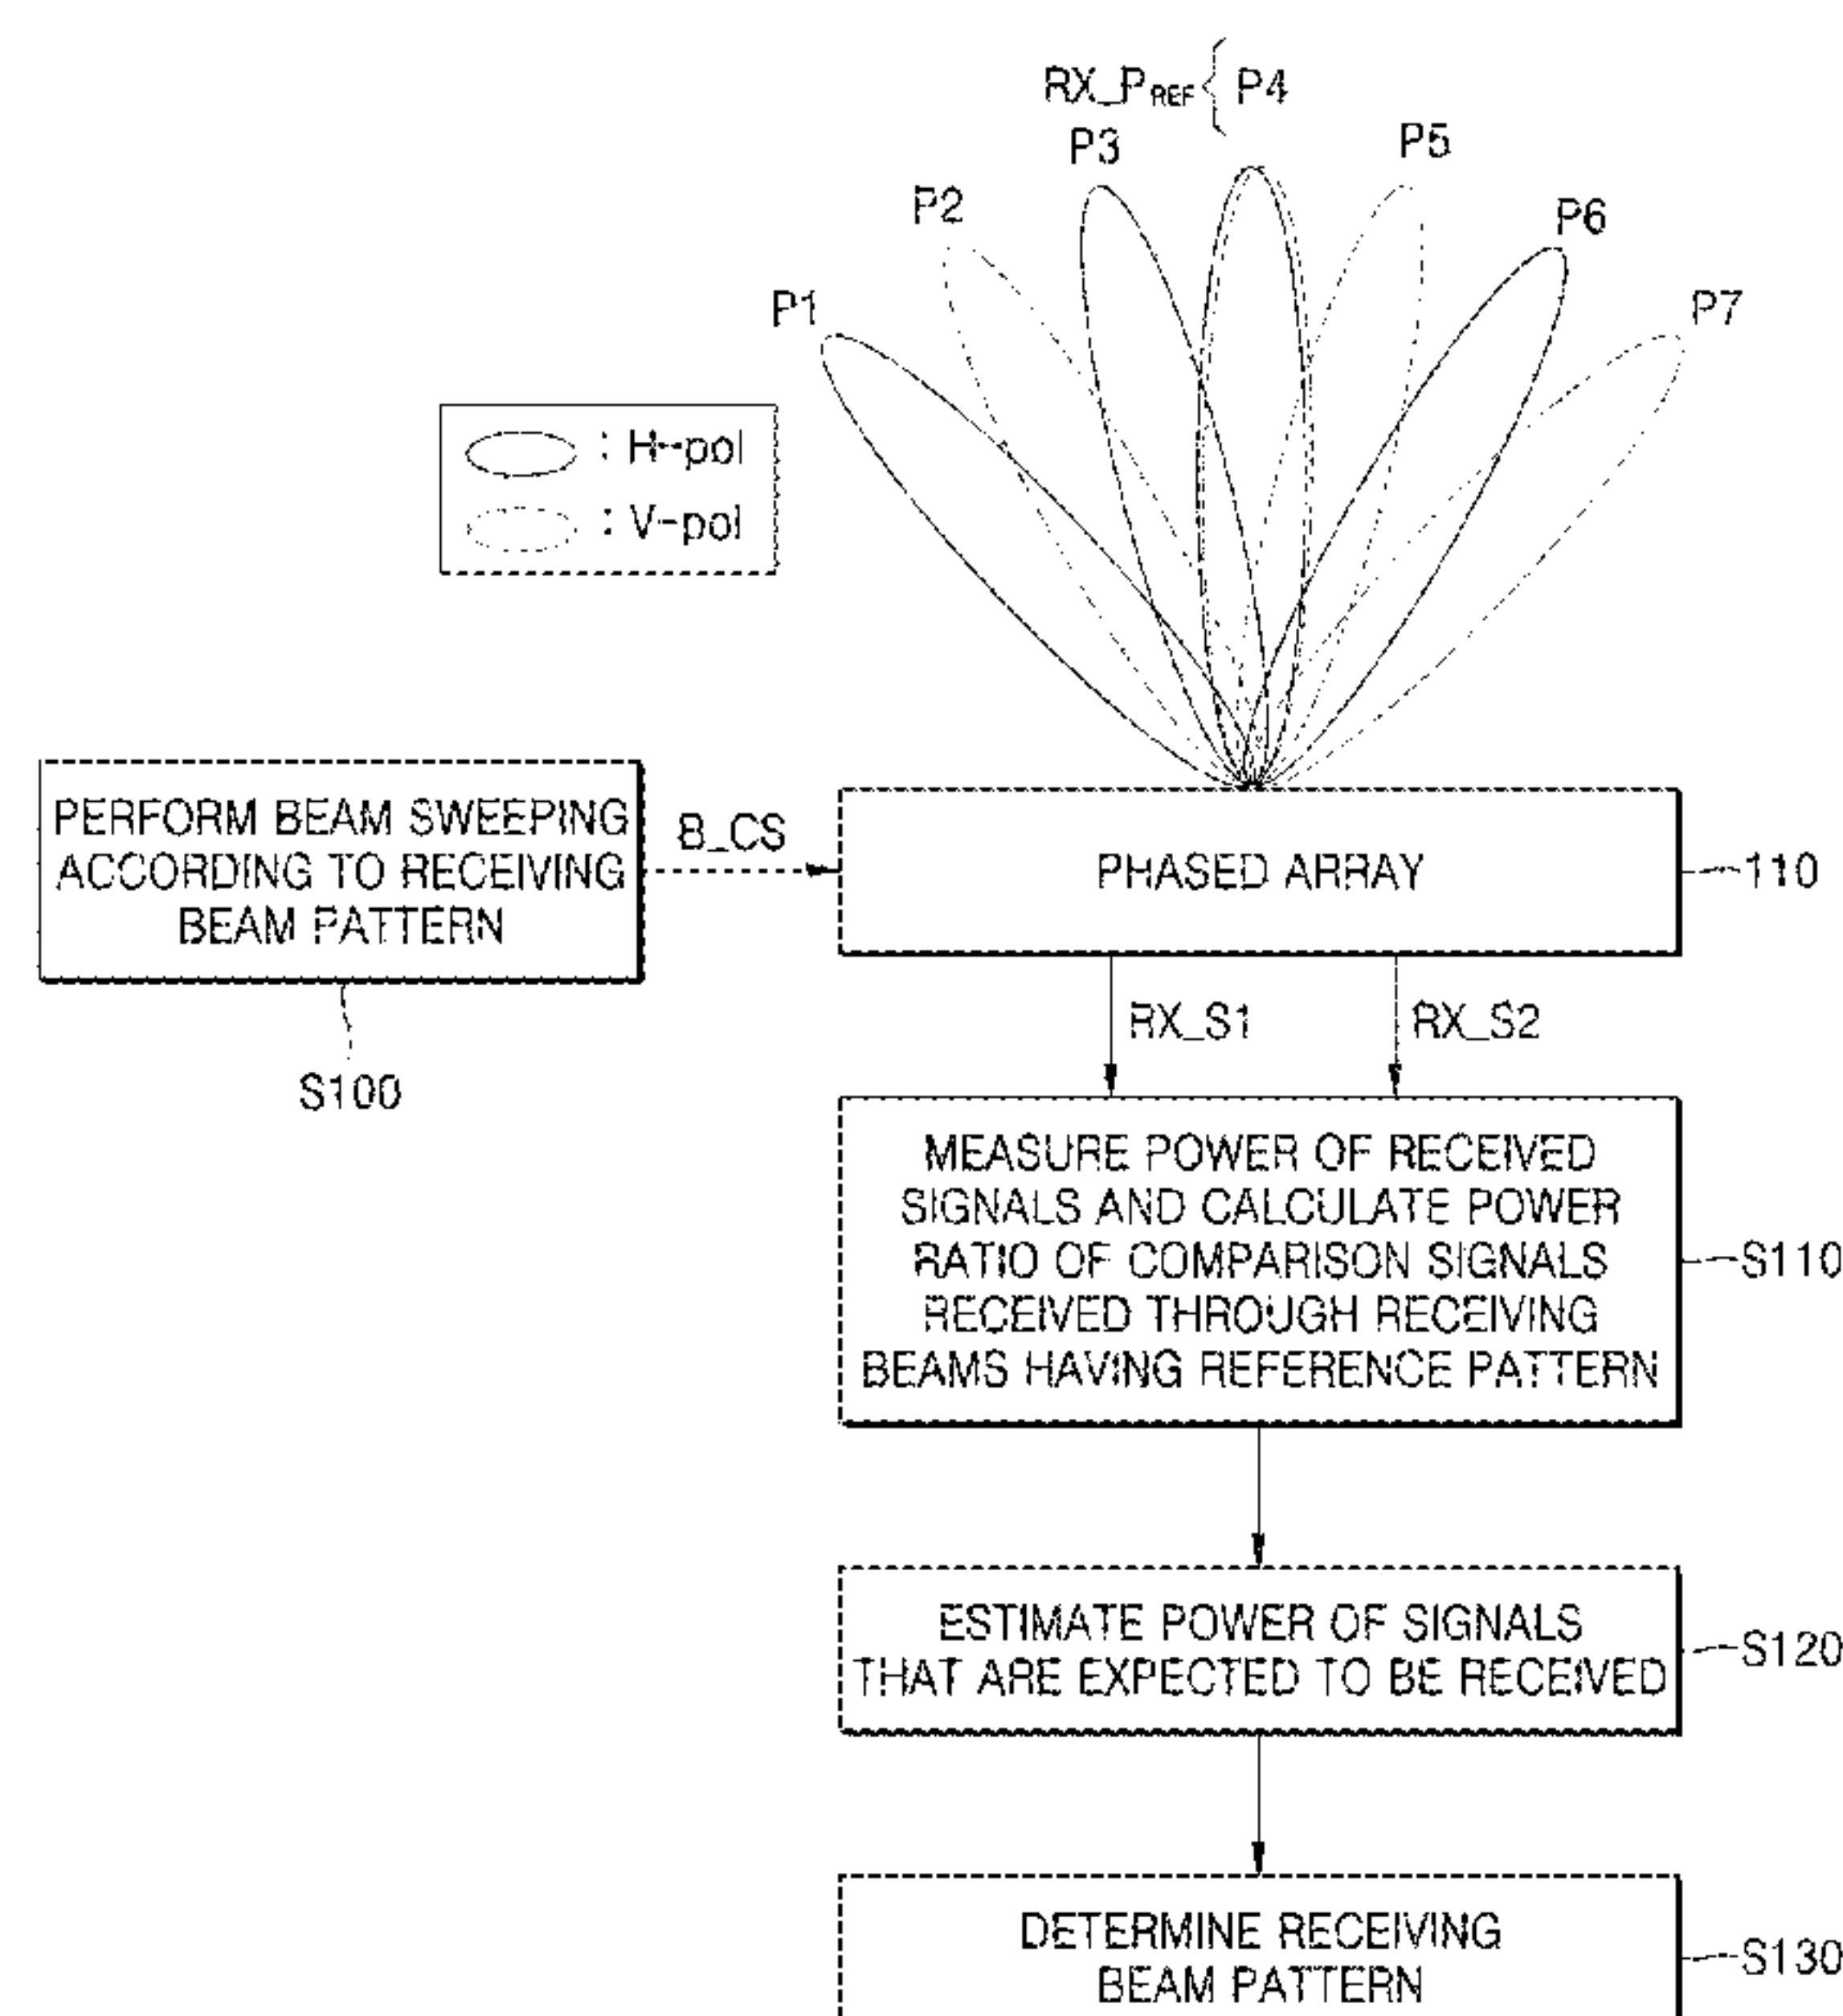 RX_PREF { P4
P3
P5
P2
P6
P1
P7
: H-pol
: V-pol
PERFORM BEAM SWEEPING
ACCORDING TO RECEIVING
BEAM PATTERN
B_CS
PHASED ARRAY
110
S100
RX_S1
RX_S2
MEASURE POWER OF RECEIVED
SIGNALS AND CALCULATE POWER
RATIO OF COMPARISON SIGNALS
RECEIVED THROUGH RECEIVING
BEAMS HAVING REFERENCE PATTERN
S110
ESTIMATE POWER OF SIGNALS
THAT ARE EXPECTED TO BE RECEIVED
S120
DETERMINE RECEIVING
BEAM PATTERN
S130